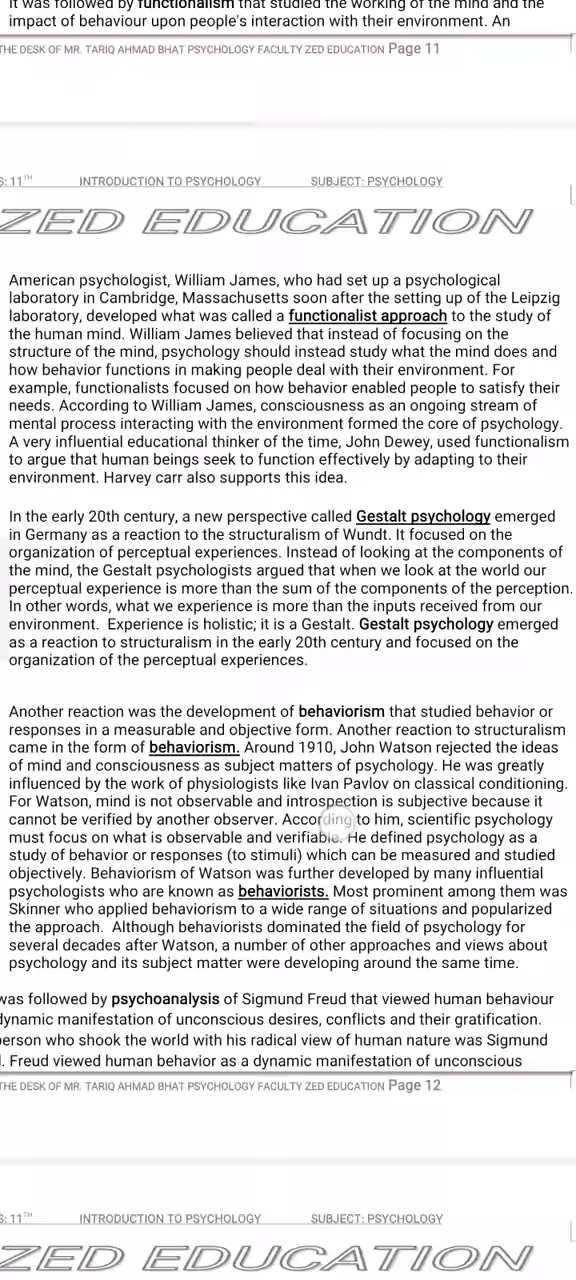 It was followed by functionalism that studied the working of the mind and the
impact of behaviour upon people's interaction with their environment. An
THE DESK OF MR. TARIQ AHMAD BHAT PSYCHOLOGY FACULTY ZED EDUCATION Page 11
S: 11TH INTRODUCTION TO PSYCHOLOGY SUBJECT: PSYCHOLOGY
ZED EDUCATION
American psychologist, William James, who had set up a psychological
laboratory in Cambridge, Massachusetts soon after the setting up of the Leipzig
laboratory, developed what was called a functionalist approach to the study of
the human mind. William James believed that instead of focusing on the
structure of the mind, psychology should instead study what the mind does and
how behavior functions in making people deal with their environment. For
example, functionalists focused on how behavior enabled people to satisfy their
needs. According to William James, consciousness as an ongoing stream of
mental process interacting with the environment formed the core of psychology.
A very influential educational thinker of the time, John Dewey, used functionalism
to argue that human beings seek to function effectively by adapting to their
environment. Harvey carr also supports this idea.
In the early 20th century, a new perspective called Gestalt psychology emerged
in Germany as a reaction to the structuralism of Wundt. It focused on the
organization of perceptual experiences. Instead of looking at the components of
the mind, the Gestalt psychologists argued that when we look at the world our
perceptual experience is more than the sum of the components of the perception.
In other words, what we experience is more than the inputs received from our
environment. Experience is holistic; it is a Gestalt. Gestalt psychology emerged
as a reaction to structuralism in the early 20th century and focused on the
organization of the perceptual experiences.
Another reaction was the development of behaviorism that studied behavior or
responses in a measurable and objective form. Another reaction to structuralism
came in the form of behaviorism. Around 1910, John Watson rejected the ideas
of mind and consciousness as subject matters of psychology. He was greatly
influenced by the work of physiologists like Ivan Pavlov on classical conditioning.
For Watson, mind is not observable and introspection is subjective because it
cannot be verified by another observer. According to him, scientific psychology
must focus on what is observable and verifiable. He defined psychology as a
study of behavior or responses (to stimuli) which can be measured and studied
objectively. Behaviorism of Watson was further developed by many influential
psychologists who are known as behaviorists. Most prominent among them was
Skinner who applied behaviorism to a wide range of situations and popularized
the approach. Although behaviorists dominated the field of psychology for
several decades after Watson, a number of other approaches and views about
psychology and its subject matter were developing around the same time.
was followed by psychoanalysis of Sigmund Freud that viewed human behaviour
dynamic manifestation of unconscious desires, conflicts and their gratification.
person who shook the world with his radical view of human nature was Sigmund
. Freud viewed human behavior as a dynamic manifestation of unconscious
THE DESK OF MR. TARIQ AHMAD BHAT PSYCHOLOGY FACULTY ZED EDUCATION Page 12
S: 11TH INTRODUCTION TO PSYCHOLOGY SUBJECT: PSYCHOLOGY
ZED EDUCATION